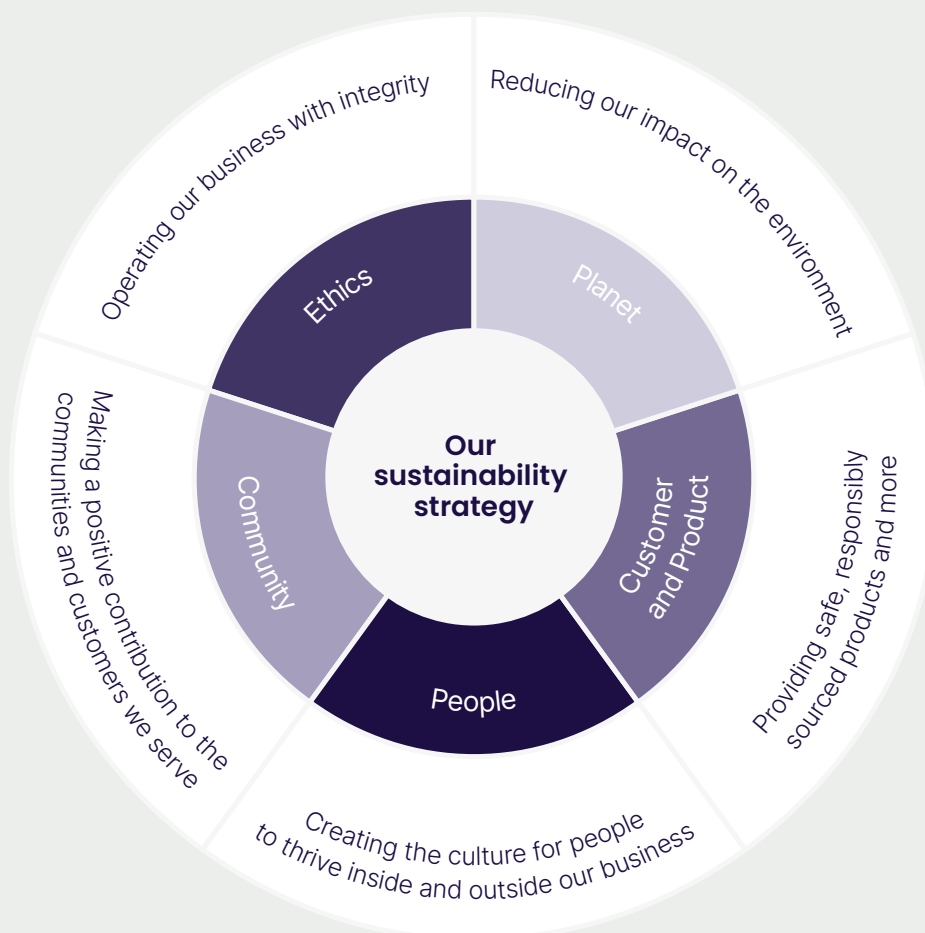 Our
sustainability
strategy
Planet
Reducing our impact on the environment
Customer
and Product
Providing safe, responsibly
sourced products and more
People
Creating the culture for people
to thrive inside and outside our business
Community
Making a positive contribution to the
communities and customers we serve
Ethics
Operating our business with integrity